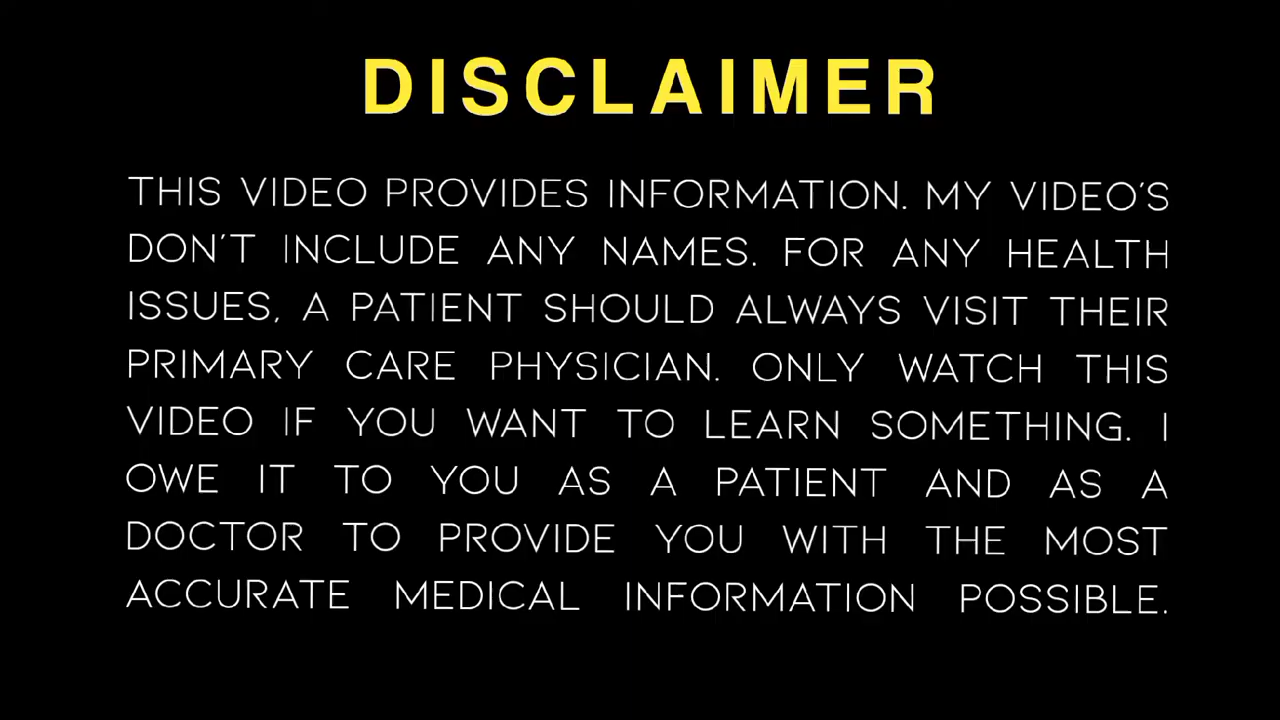 DISCLAIMER
THIS VIDEO PROVIDES INFORMATION. MY VIDEO'S
DON'T INCLUDE ANY NAMES. FOR ANY HEALTH
ISSUES, A PATIENT SHOULD ALWAYS VISIT THEIR
PRIMARY CARE PHYSICIAN. ONLY WATCH THIS
VIDEO IF YOU WANT TO LEARN SOMETHING. I
OWE IT TO YOU AS A PATIENT AND AS A
DOCTOR TO PROVIDE YOU WITH THE MOST
ACCURATE MEDICAL INFORMATION POSSIBLE.